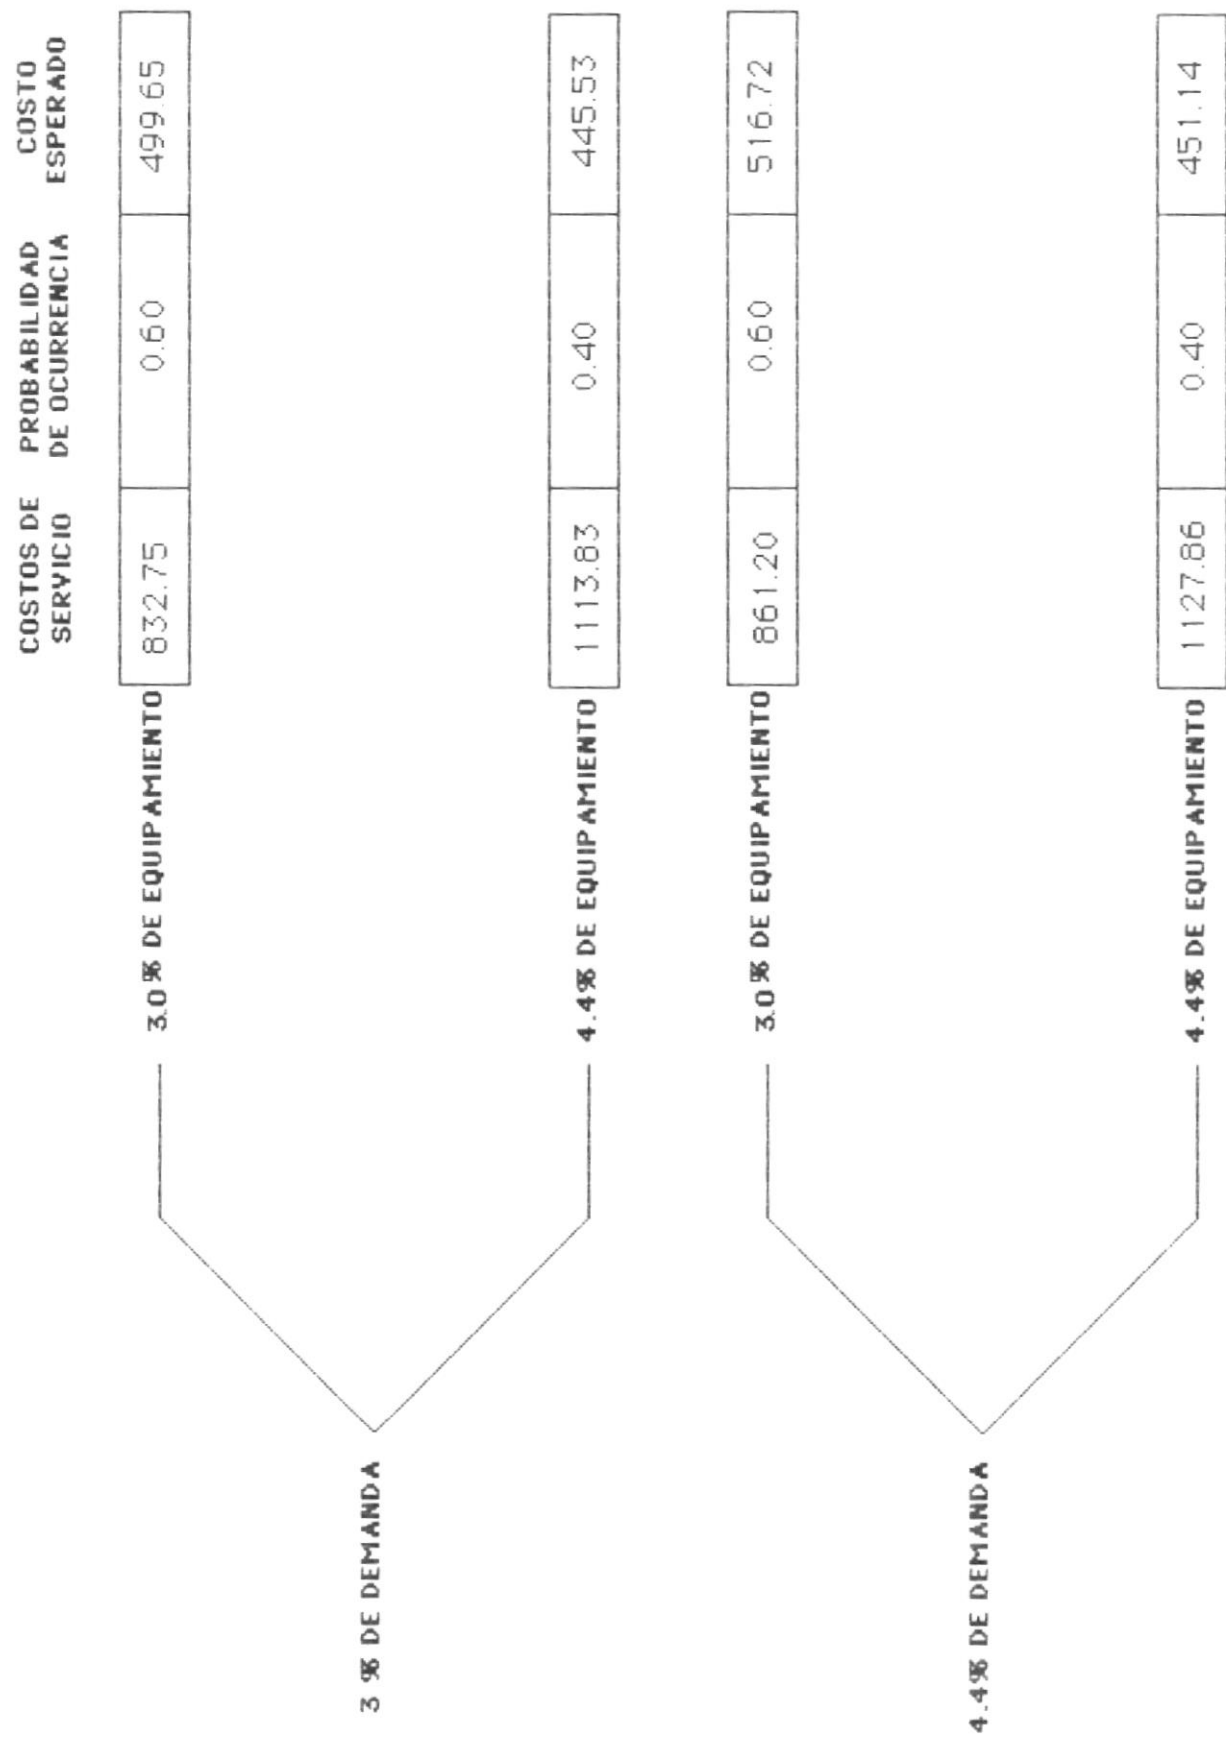 COSTOS DE SERVICIO
PROBABILIDAD DE OCURRENCIA
COSTO ESPERADO
3 % DE DEMANDA
3.0 % DE EQUIPAMIENTO
832.75
0.60
499.65
4.4% DE EQUIPAMIENTO
1113.83
0.40
445.53
4.4% DE DEMANDA
3.0 % DE EQUIPAMIENTO
861.20
0.60
516.72
4.4% DE EQUIPAMIENTO
1127.86
0.40
451.14